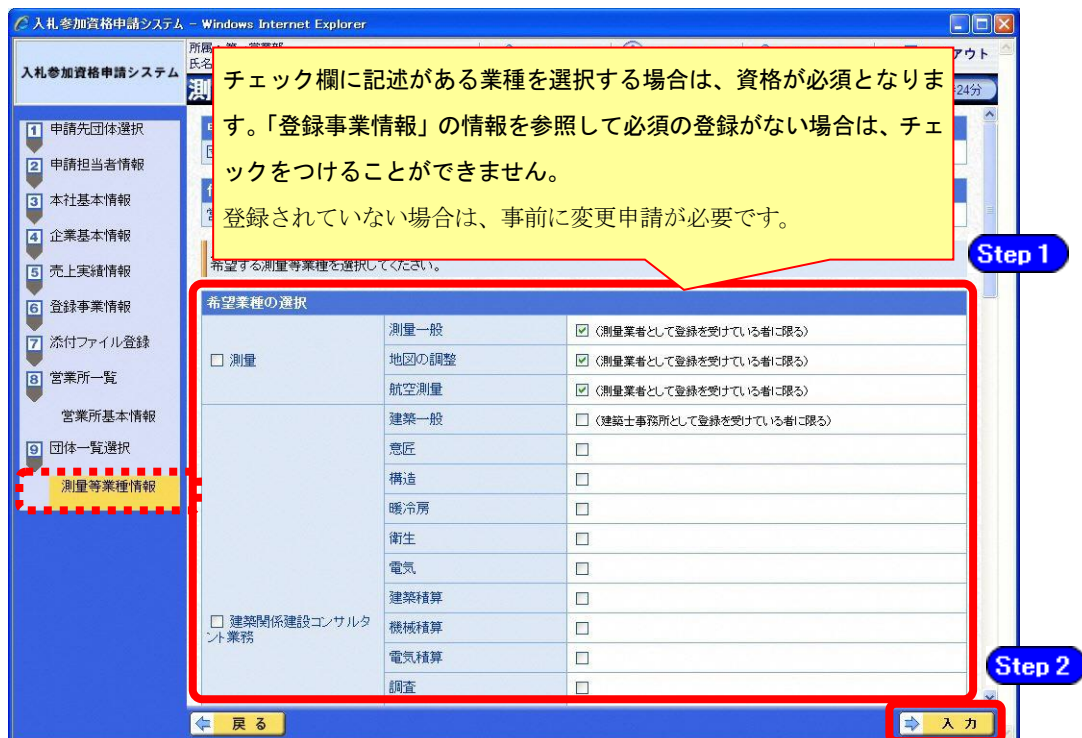 入札参加資格申請システム - Windows Internet Explorer
入札参加資格申請システム
アウト
24分
チェック欄に記述がある業種を選択する場合は、資格が必須となりま
す。「登録事業情報」の情報を参照して必須の登録がない場合は、チェ
ックをつけることができません。
登録されていない場合は、事前に変更申請が必要です。
1 申請先団体選択
2 申請担当者情報
3 本社基本情報
4 企業基本情報
5 売上実績情報
6 登録事業情報
7 添付ファイル登録
8 営業所一覧
営業所基本情報
9 団体一覧選択
測量等業種情報
希望する測量等業種を選択してください。
Step 1
希望業種の選択
測量
測量一般 (測量業者として登録を受けている者に限る)
地図の調整 (測量業者として登録を受けている者に限る)
航空測量 (測量業者として登録を受けている者に限る)
建築関係建設コンサルタ
ント業務
建築一般 (建築士事務所として登録を受けている者に限る)
意匠
構造
暖冷房
衛生
電気
建築積算
機械積算
電気積算
調査
Step 2
戻る
入力